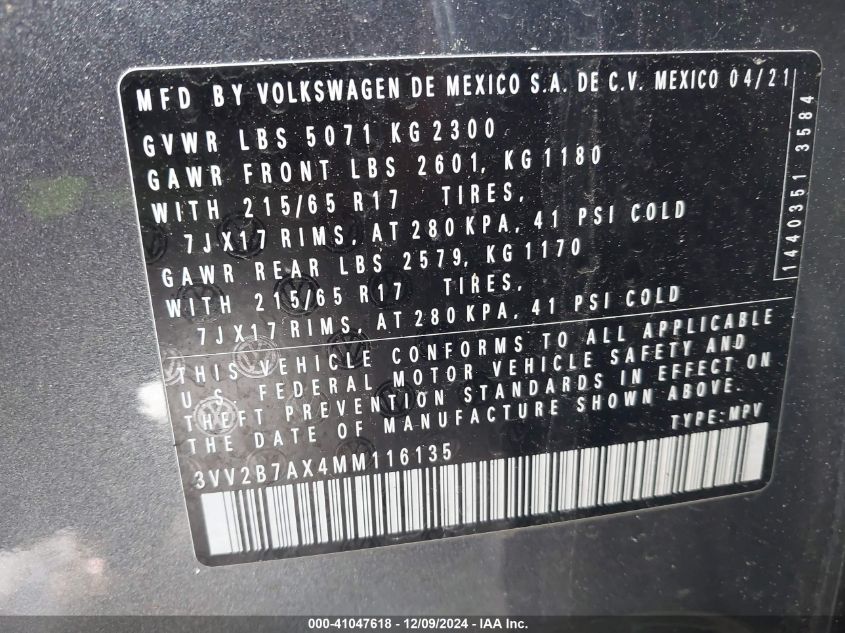 MFD BY VOLKSWAGEN DE MEXICO S.A. DE C.V. MEXICO 04/21
GVWR LBS 5071 KG 2300
GAWR FRONT LBS 2601, KG 1180
WITH 215/65 R17 TIRES,
7JX17 RIMS, AT 280 KPA, 41 PSI COLD
GAWR REAR LBS 2579, KG 1170
WITH 215/65 R17 TIRES,
7JX17 RIMS, AT 280 KPA, 41 PSI COLD
1440351 3584
THIS VEHICLE CONFORMS TO ALL APPLICABLE
U.S. FEDERAL MOTOR VEHICLE SAFETY AND
THEFT PREVENTION STANDARDS IN EFFECT ON
THE DATE OF MANUFACTURE SHOWN ABOVE.
TYPE: MPV
3VV2B7AX4MM116135
000-41047618 - 12/09/2024 - IAA Inc.